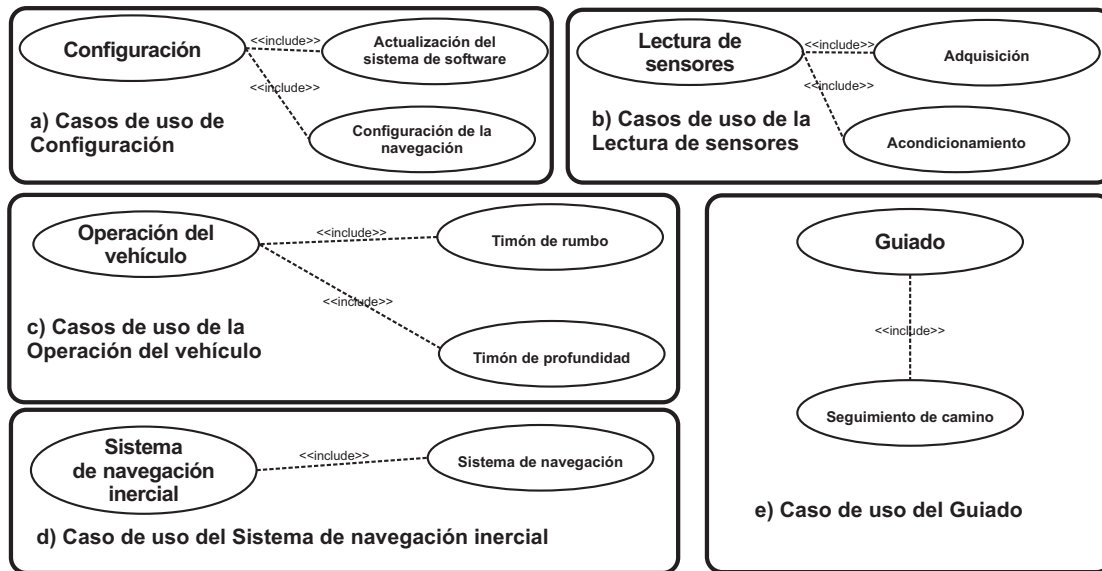 Configuración
<<include>>
Actualización del
sistema de software
<<include>>
Configuración de la
navegación
a) Casos de uso de
Configuración
Lectura de
sensores
<<include>>
Adquisición
<<include>>
Acondicionamiento
b) Casos de uso de la
Lectura de sensores
Operación del
vehículo
<<include>>
Timón de rumbo
<<include>>
Timón de profundidad
c) Casos de uso de la
Operación del vehículo
Sistema
de navegación
inercial
<<include>>
Sistema de navegación
d) Caso de uso del Sistema de navegación inercial
Guiado
<<include>>
Seguimiento de camino
e) Caso de uso del Guiado